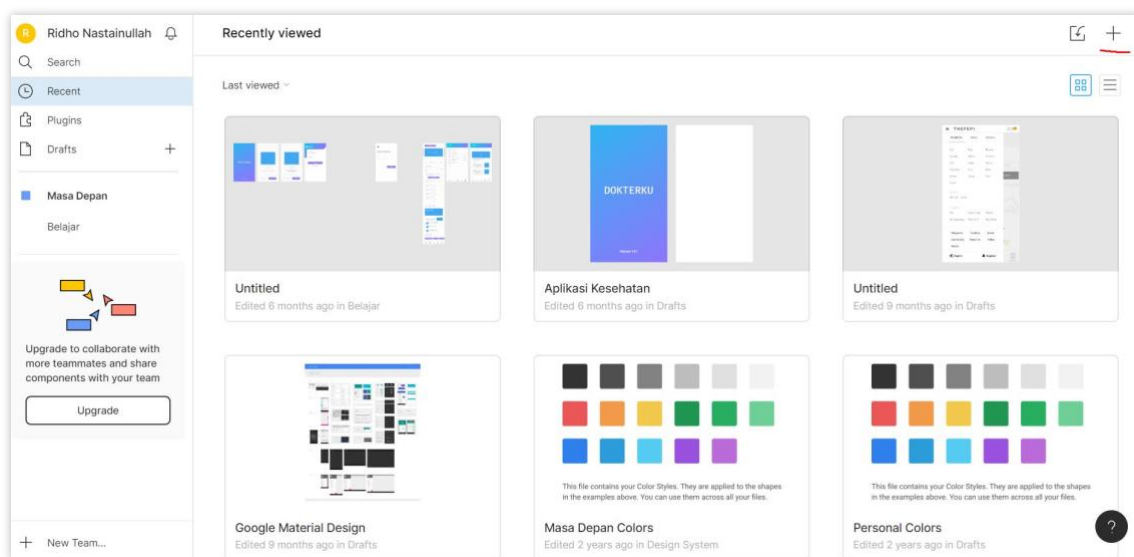 R
Ridho Nastainullah
Search
Recent
Plugins
Drafts
Masa Depan
Belajar
Upgrade to collaborate with
more teammates and share
components with your team
Upgrade
New Team...
Recently viewed
Last viewed
Untitled
Edited 6 months ago in Belajar
DOKTERKU
Aplikasi Kesehatan
Edited 6 months ago in Drafts
Untitled
Edited 9 months ago in Drafts
Google Material Design
Edited 9 months ago in Drafts
This file contains your Color Styles. They are applied to the shapes
in the examples above. You can use them across all your files.
Masa Depan Colors
Edited 2 years ago in Design System
This file contains your Color Styles. They are applied to the shapes
in the examples above. You can use them across all your files.
Personal Colors
Edited 2 years ago in Drafts
?